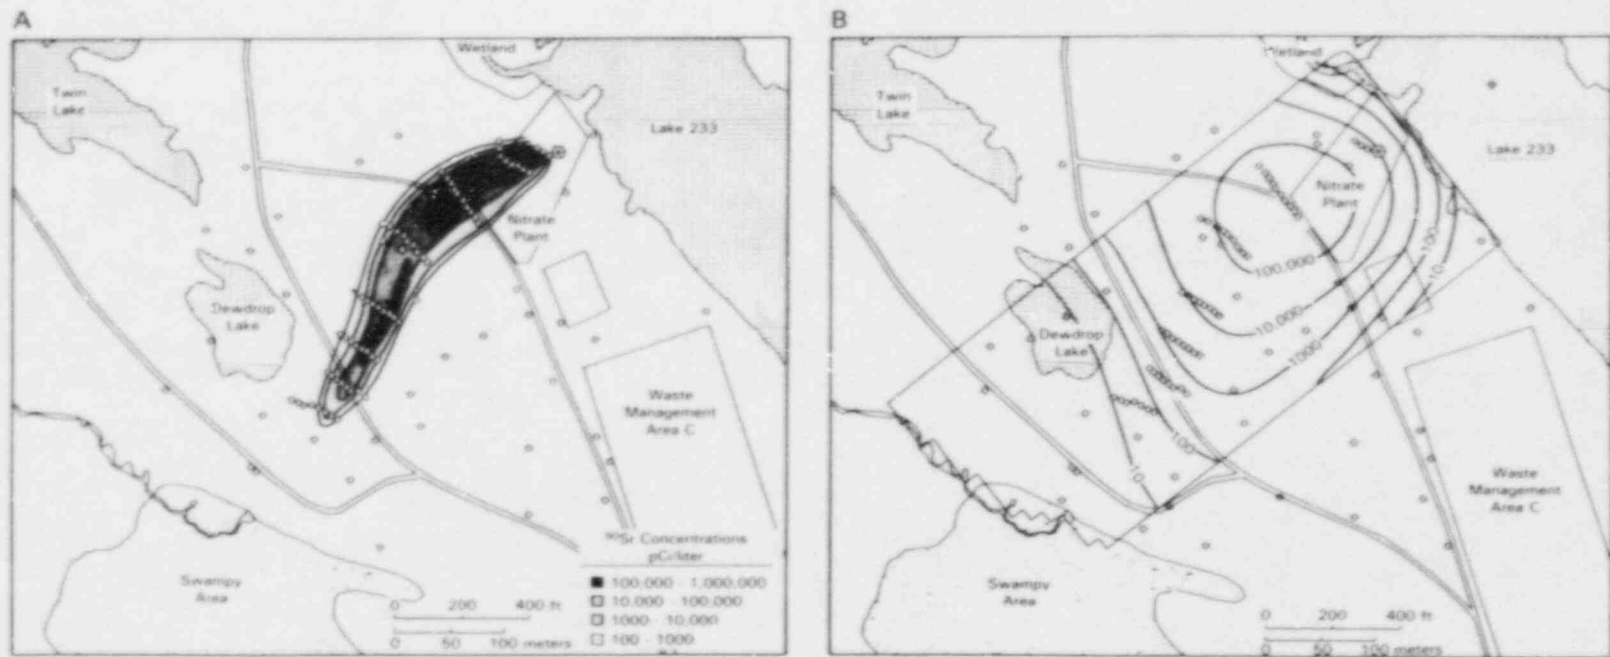 A
Wetland
Twin
Lake
Lake 233
Nitrate
Plant
Dewdrop
Lake
Waste
Management
Area C
Swampy
Area
0 200 400 ft
0 50 100 meters
⁹⁰Sr Concentrations
pCi/liter
100,000 - 1,000,000
10,000 - 100,000
1000 - 10,000
100 - 1000
B
Wetland
Twin
Lake
Lake 233
Nitrate
Plant
100
10
100,000
10,000
1000
Dewdrop
Lake
100
10
Waste
Management
Area C
Swampy
Area
0 200 400 ft
0 50 100 meters